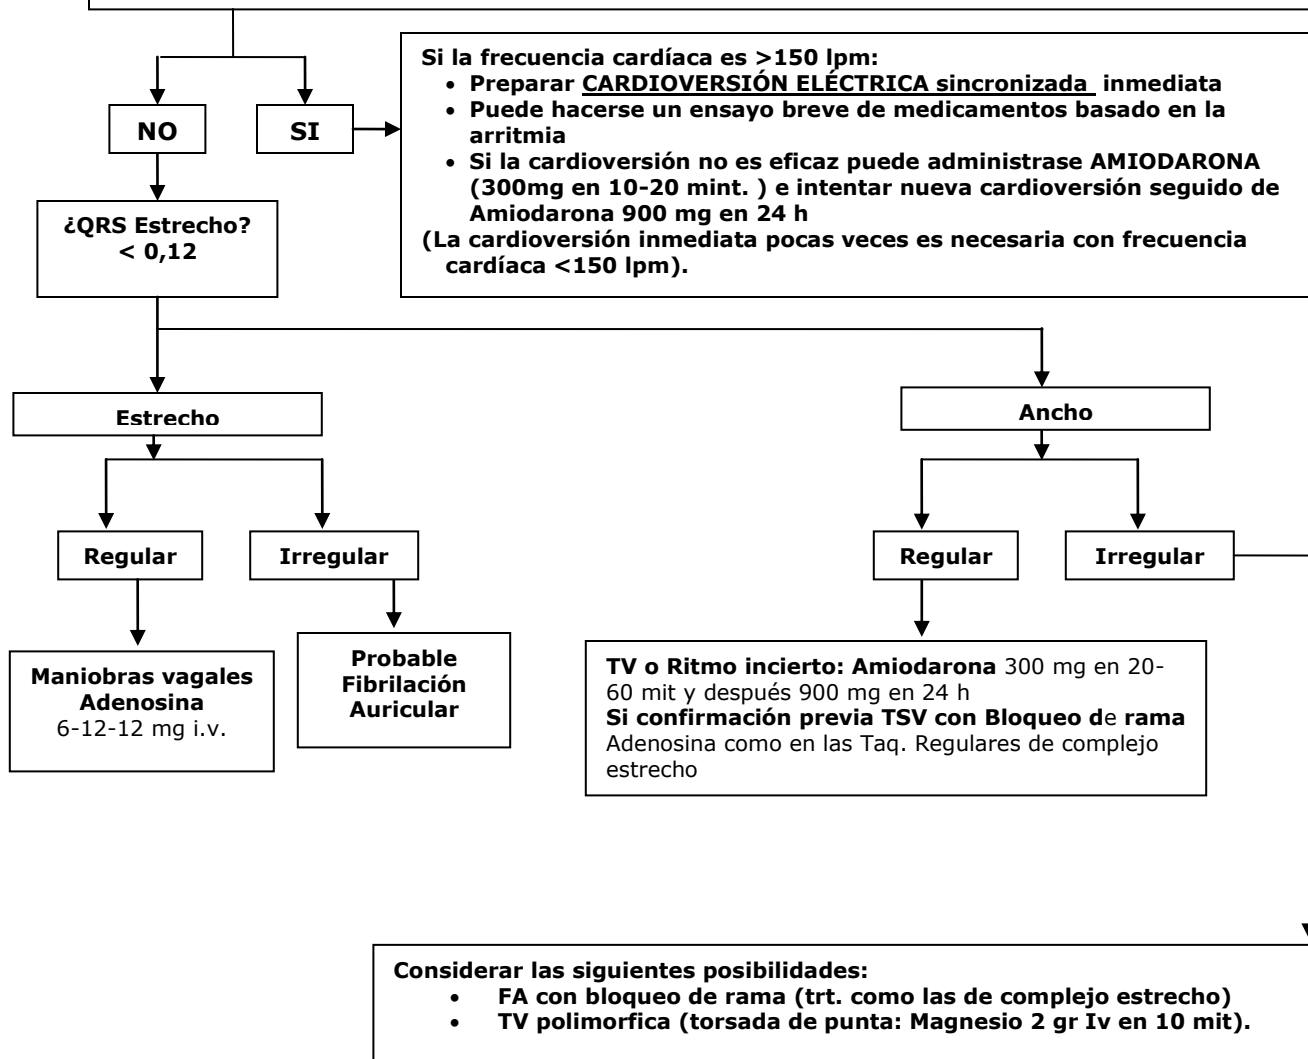 Si la frecuencia cardíaca es >150 lpm:
• Preparar CARDIOVERSIÓN ELÉCTRICA sincronizada inmediata
• Puede hacerse un ensayo breve de medicamentos basado en la
arritmia
• Si la cardioversión no es eficaz puede administrase AMIODARONA
(300mg en 10-20 mint. ) e intentar nueva cardioversión seguido de
Amiodarona 900 mg en 24 h
(La cardioversión inmediata pocas veces es necesaria con frecuencia
cardíaca <150 lpm).
NO
SI
¿QRS Estrecho?
< 0,12
Estrecho
Ancho
Regular
Irregular
Regular
Irregular
Maniobras vagales
Adenosina
6-12-12 mg i.v.
Probable
Fibrilación
Auricular
TV o Ritmo incierto: Amiodarona 300 mg en 20-
60 mit y después 900 mg en 24 h
Si confirmación previa TSV con Bloqueo de rama
Adenosina como en las Taq. Regulares de complejo
estrecho
Considerar las siguientes posibilidades:
• FA con bloqueo de rama (trt. como las de complejo estrecho)
• TV polimorfica (torsada de punta: Magnesio 2 gr Iv en 10 mit).